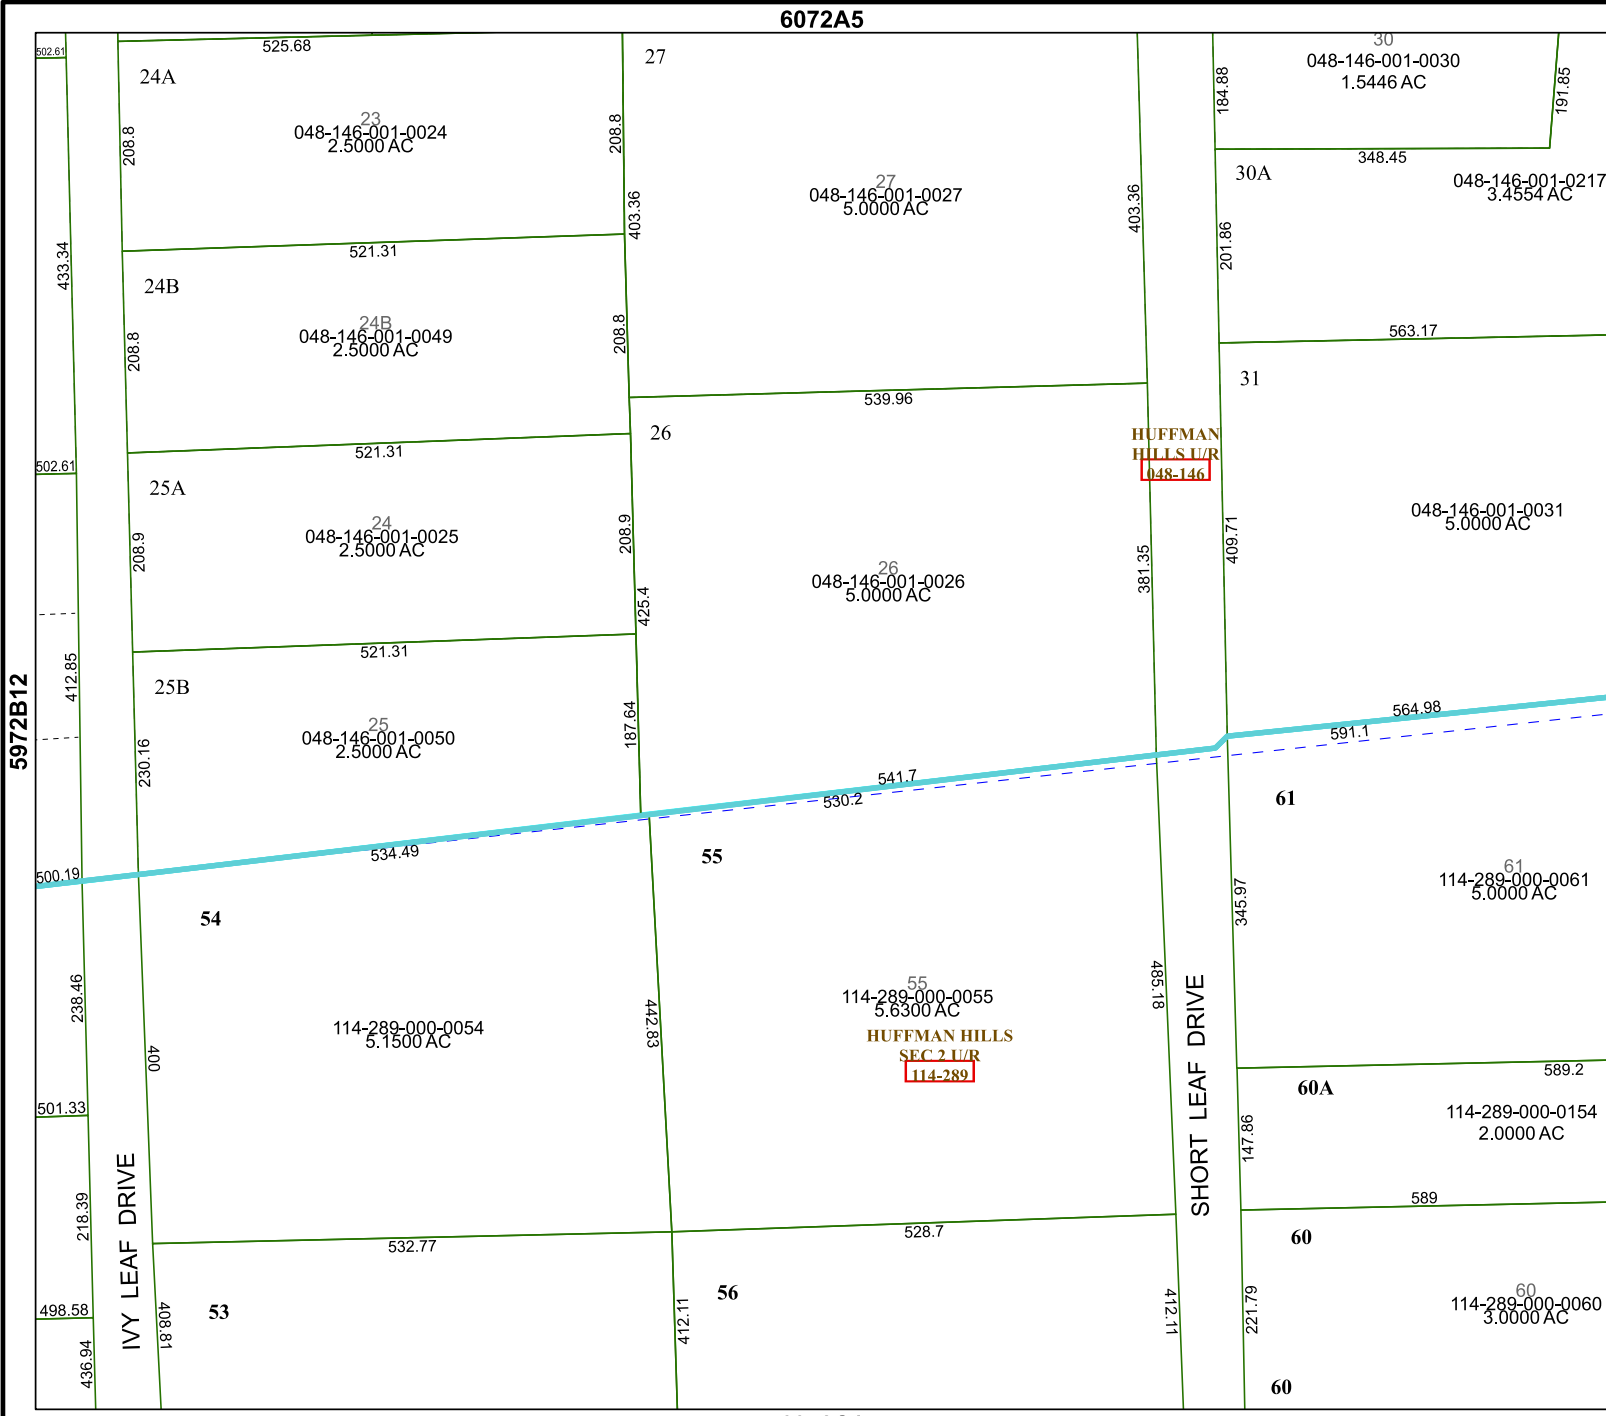 6072A5
5972B12
502.61
525.68
24A
208.8
23
048-146-001-0024
2.5000 AC
208.8
27
403.36
27
048-146-001-0027
5.0000 AC
403.36
184.88
30
048-146-001-0030
1.5446 AC
191.85
348.45
30A
048-146-001-0217
3.4554 AC
201.86
433.34
521.31
24B
208.8
24B
048-146-001-0049
2.5000 AC
208.8
563.17
539.96
31
521.31
26
502.61
25A
208.9
24
048-146-001-0025
2.5000 AC
208.9
425.4
HUFFMAN
HILLS U/R
048-146
26
048-146-001-0026
5.0000 AC
381.35
409.71
048-146-001-0031
5.0000 AC
521.31
412.85
25B
230.16
25
048-146-001-0050
2.5000 AC
187.64
564.98
591.1
541.7
530.2
534.49
500.19
54
55
61
61
114-289-000-0061
5.0000 AC
345.97
238.46
400
114-289-000-0054
5.1500 AC
442.83
55
114-289-000-0055
5.6300 AC
HUFFMAN HILLS
SEC 2 U/R
114-289
485.18
SHORT LEAF DRIVE
589.2
60A
114-289-000-0154
2.0000 AC
147.86
589
501.33
218.39
IVY LEAF DRIVE
532.77
528.7
60
498.58
53
56
60
114-289-000-0060
3.0000 AC
436.94
408.81
412.11
412.11
221.79
60